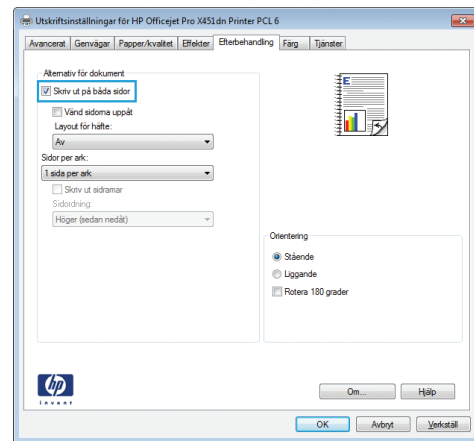 Utskriftsinställningar för HP Officejet Pro X451dn Printer PCL 6
Avancerat Genvägar Papper/kvalitet Effekter Efterbehandling Färg Tjänster
Alternativ för dokument
Skriv ut på båda sidor
Vänd sidorna uppåt
Layout för häfte:
Av
Sidor per ark:
1 sida per ark
Skriv ut sidramar
Sidordning:
Höger (sedan nedåt)
E
Orientering
Stående
Liggande
Rotera 180 grader
hp
invent
Om... Hjälp
OK Avbryt Verkställ